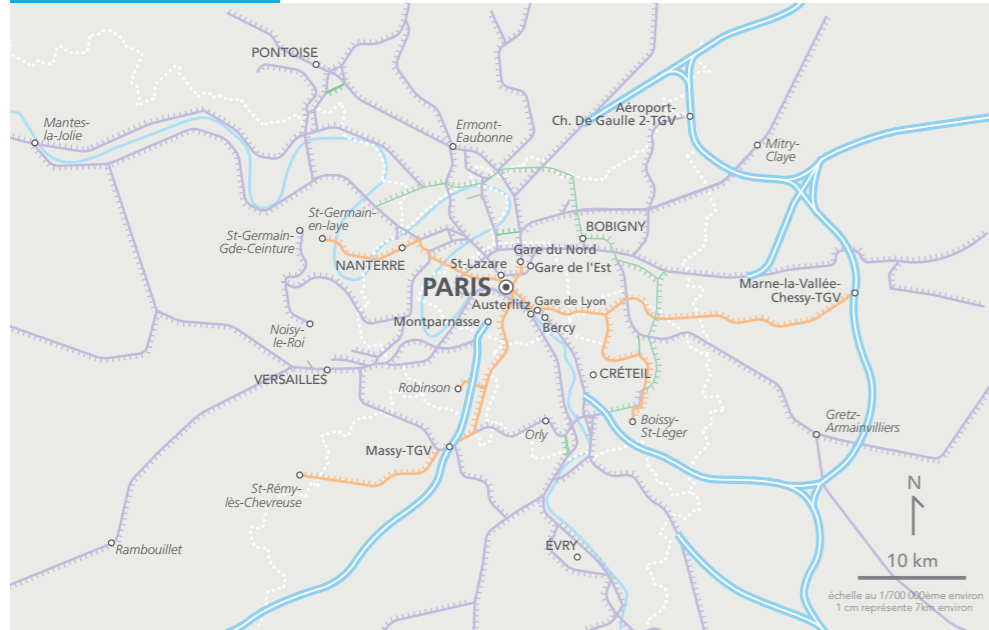 PONTOISE
Mantes-
la-Jolie
Aéroport-
Ch. De Gaulle 2-TGV
Ermont-
Eaubonne
Mitry-
Claye
St-Germain-
en-laye
St-Germain-
Gde-Ceinture
BOBIGNY
NANTERRE
Gare du Nord
St-Lazare
Gare de l'Est
PARIS
Marne-la-Vallée-
Chessy-TGV
Austerlitz
Gare de Lyon
Montparnasse
Bercy
Noisy-
le-Roi
VERSAILLES
CRÉTEIL
Robinson
Orly
Boissy-
St-Léger
Gretz-
Armainvilliers
Massy-TGV
St-Rémy-
lès-Chevreuse
N
Rambouillet
ÉVRY
10 km
échelle au 1/700 000ème environ
1 cm représente 7km environ